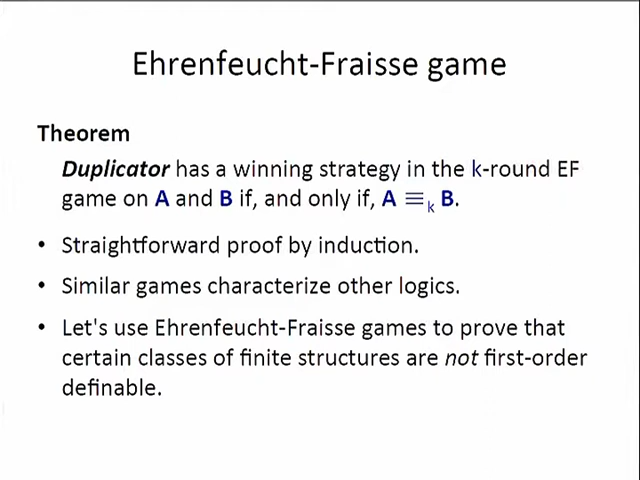 Ehrenfeucht-Fraisse game
Theorem
Duplicator has a winning strategy in the k-round EF
game on A and B if, and only if, A ≡k B.
• Straightforward proof by induction.
• Similar games characterize other logics.
• Let's use Ehrenfeucht-Fraisse games to prove that
certain classes of finite structures are not first-order
definable.